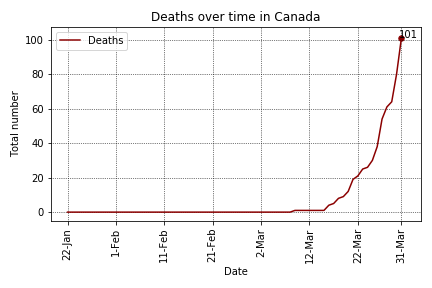 Deaths over time in Canada
101
Deaths
100
80
60
40
20
0
Total number
22-Jan
1-Feb
11-Feb
21-Feb
2-Mar
12-Mar
22-Mar
31-Mar
Date